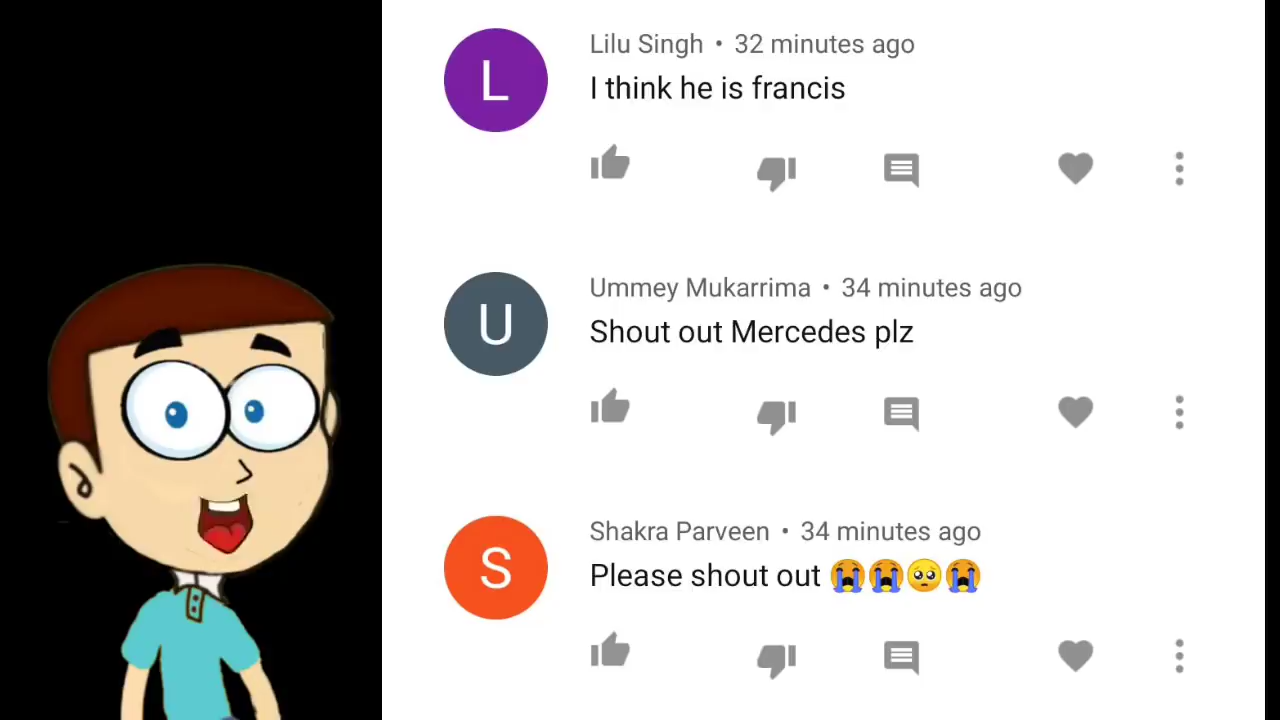 L
Lilu Singh • 32 minutes ago
I think he is francis
U
Ummey Mukarrima • 34 minutes ago
Shout out Mercedes plz
S
Shakra Parveen • 34 minutes ago
Please shout out 😭😭🥺😭